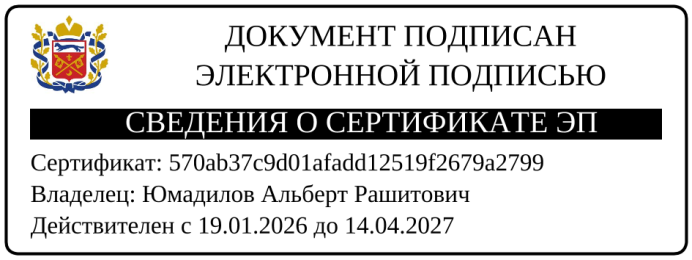 ДОКУМЕНТ ПОДПИСАН
ЭЛЕКТРОННОЙ ПОДПИСЬЮ
СВЕДЕНИЯ О СЕРТИФИКАТЕ ЭП
Сертификат: 570ab37c9d01afadd12519f2679a2799
Владелец: Юмадилов Альберт Рашитович
Действителен с 19.01.2026 до 14.04.2027